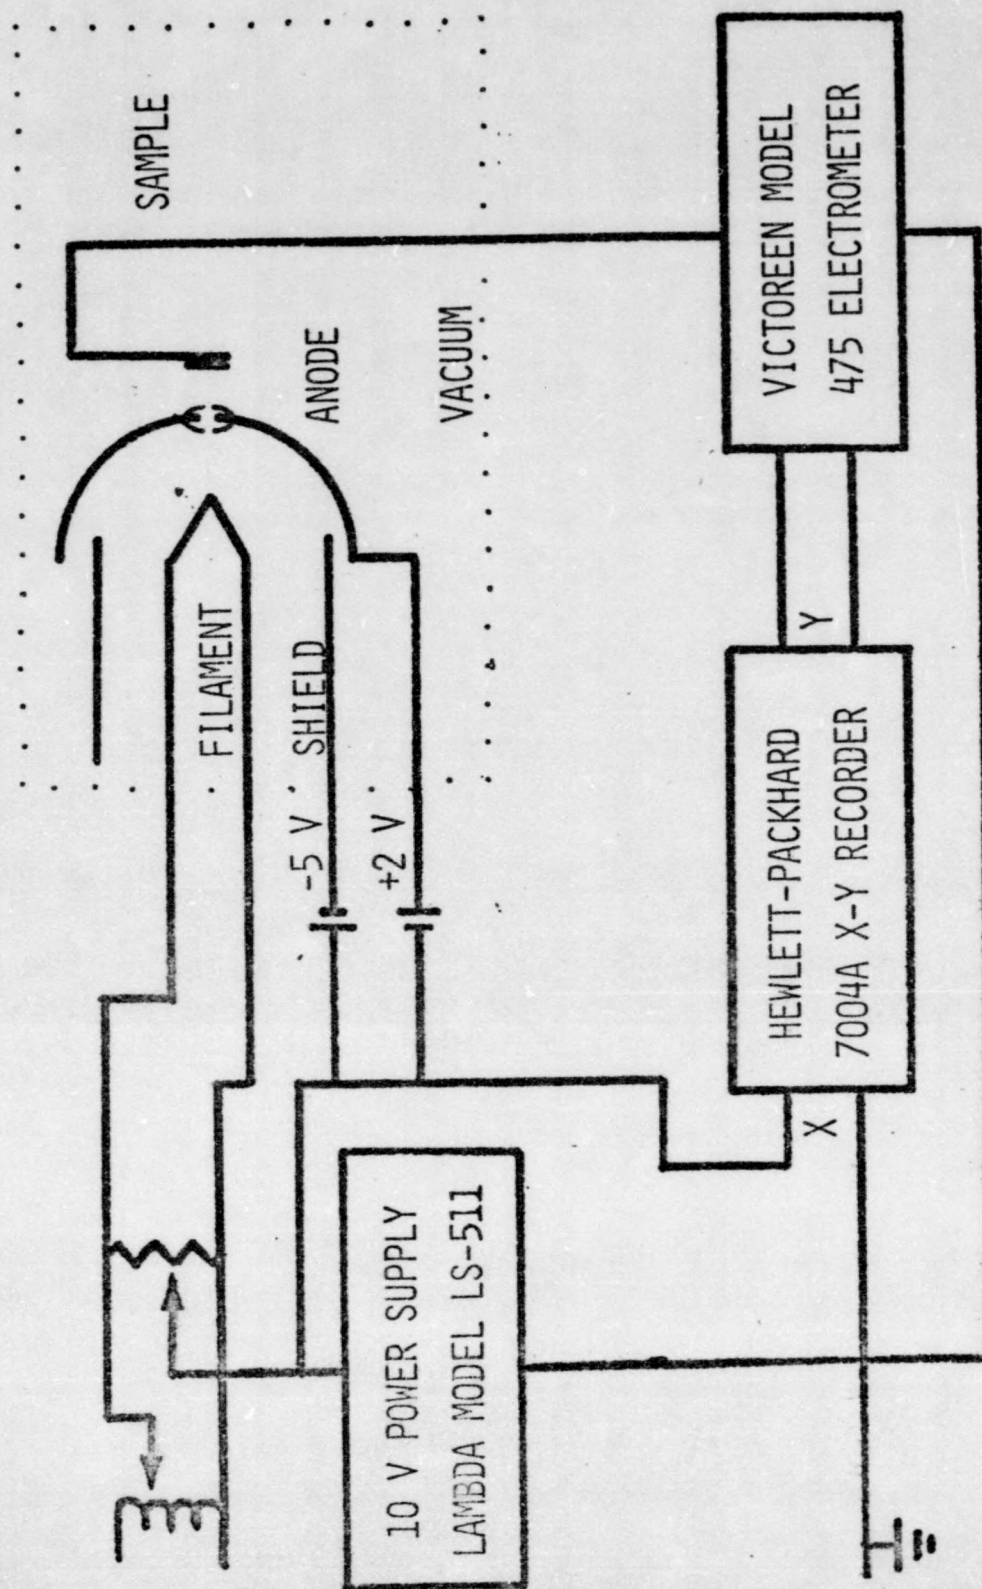 SAMPLE
ANODE
VACUUM
FILAMENT
SHIELD
-5 V
+2 V
VICTOREEN MODEL
475 ELECTROMETER
Y
HEWLETT-PACKHARD
7004A X-Y RECORDER
X
10 V POWER SUPPLY
LAMBDA MODEL LS-511